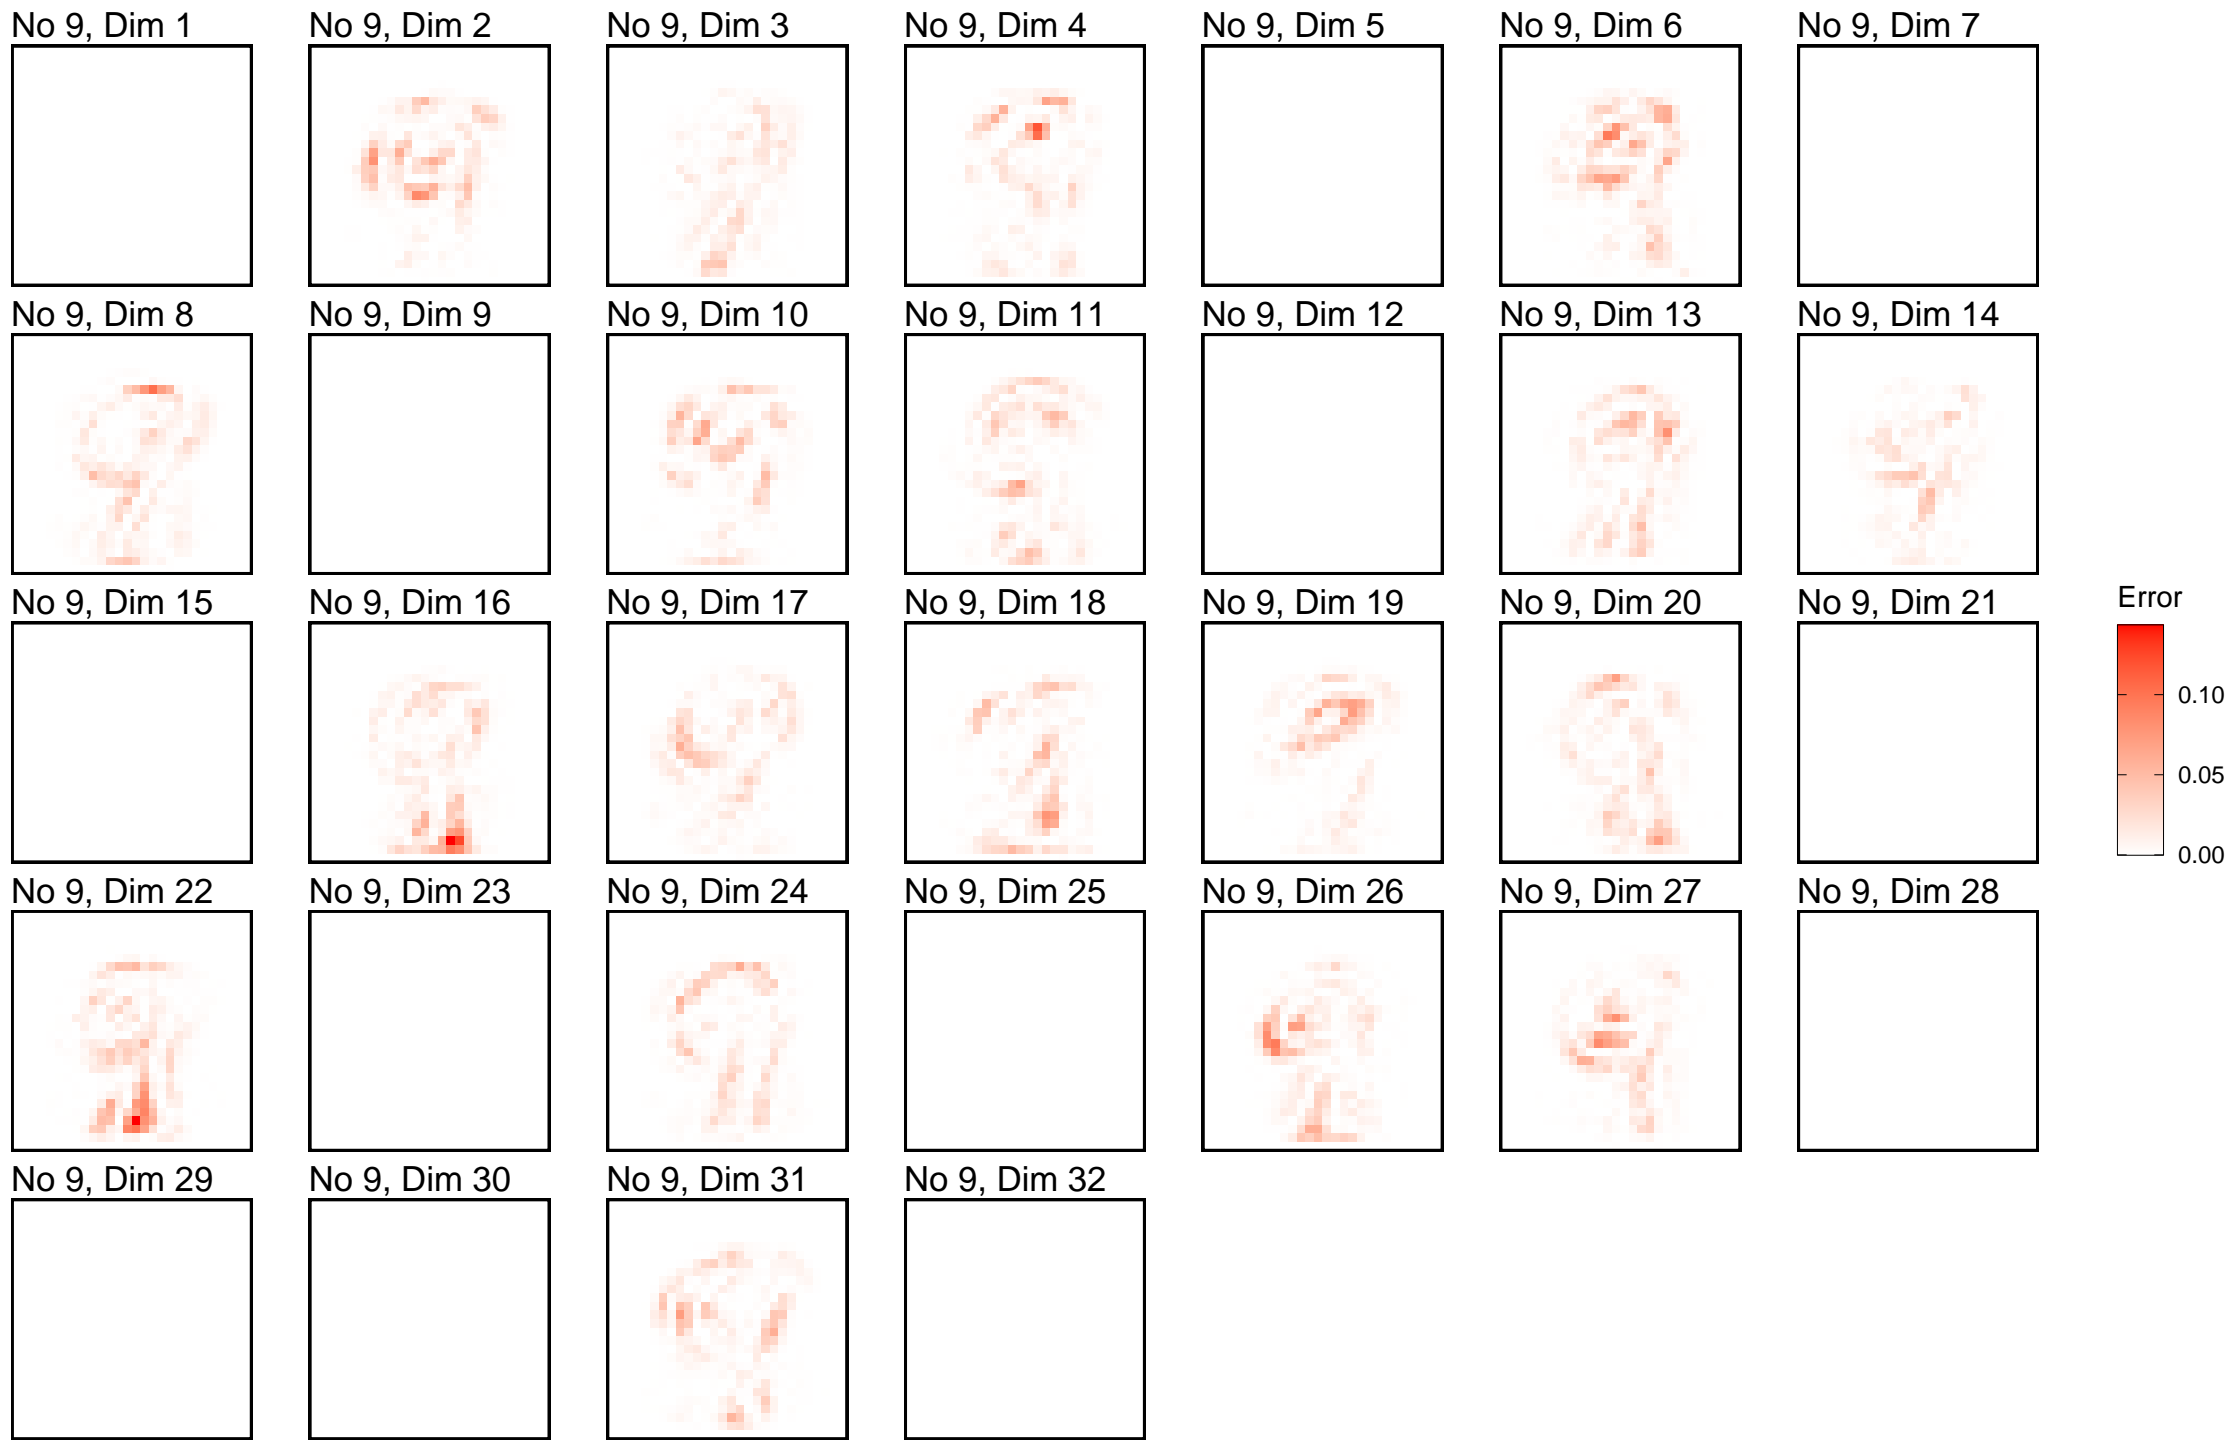 No 9, Dim 1
No 9, Dim 2
No 9, Dim 3
No 9, Dim 4
No 9, Dim 5
No 9, Dim 6
No 9, Dim 7
No 9, Dim 8
No 9, Dim 9
No 9, Dim 10
No 9, Dim 11
No 9, Dim 12
No 9, Dim 13
No 9, Dim 14
No 9, Dim 15
No 9, Dim 16
No 9, Dim 17
No 9, Dim 18
No 9, Dim 19
No 9, Dim 20
No 9, Dim 21
No 9, Dim 22
No 9, Dim 23
No 9, Dim 24
No 9, Dim 25
No 9, Dim 26
No 9, Dim 27
No 9, Dim 28
No 9, Dim 29
No 9, Dim 30
No 9, Dim 31
No 9, Dim 32
Error
0.10
0.05
0.00